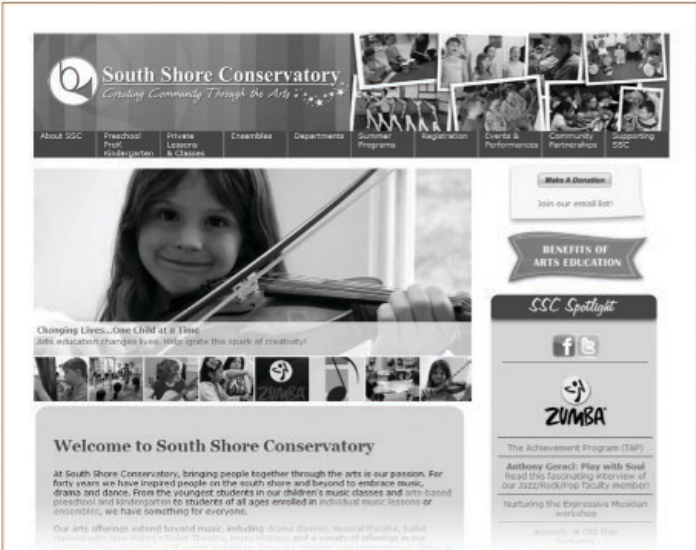 South Shore Conservatory
Creating Community Through the Arts
About SSC
Preschool
PreK
Kindergarten
Private
Lessons
& Classes
Ensembles
Departments
Summer
Programs
Registration
Events &
Performances
Community
Partnerships
Supporting
SSC
Make A Donation
Join our email list!
BENEFITS OF
ARTS EDUCATION
SSC Spotlight
ZUMBA
The Achievement Program (TAP)
Anthony Geraci: Play with Soul
Read this fascinating interview of
our Jazz/Rock/Pop faculty member!
Nurturing the Expressive Musician
workshop
Changing Lives...One Child at a Time
Arts education changes lives. Help ignite the spark of creativity!
ZUMBA
Welcome to South Shore Conservatory
At South Shore Conservatory, bringing people together through the arts is our passion. For
forty years we have inspired people on the south shore and beyond to embrace music,
drama and dance. From the youngest students in our children's music classes and arts-based
preschool and kindergarten to students of all ages enrolled in individual music lessons or
ensembles, we have something for everyone.
Our arts offerings extend beyond music, including drama classes, musical theatre, ballet